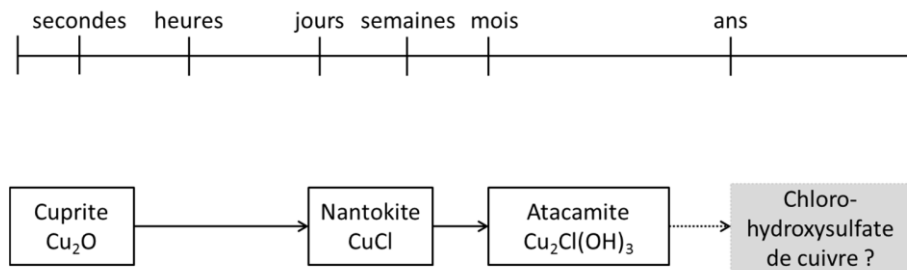 secondes heures jours semaines mois ans
Cuprite
Cu₂O
Nantokite
CuCl
Atacamite
Cu₂Cl(OH)₃
Chloro-
hydroxysulfate
de cuivre ?